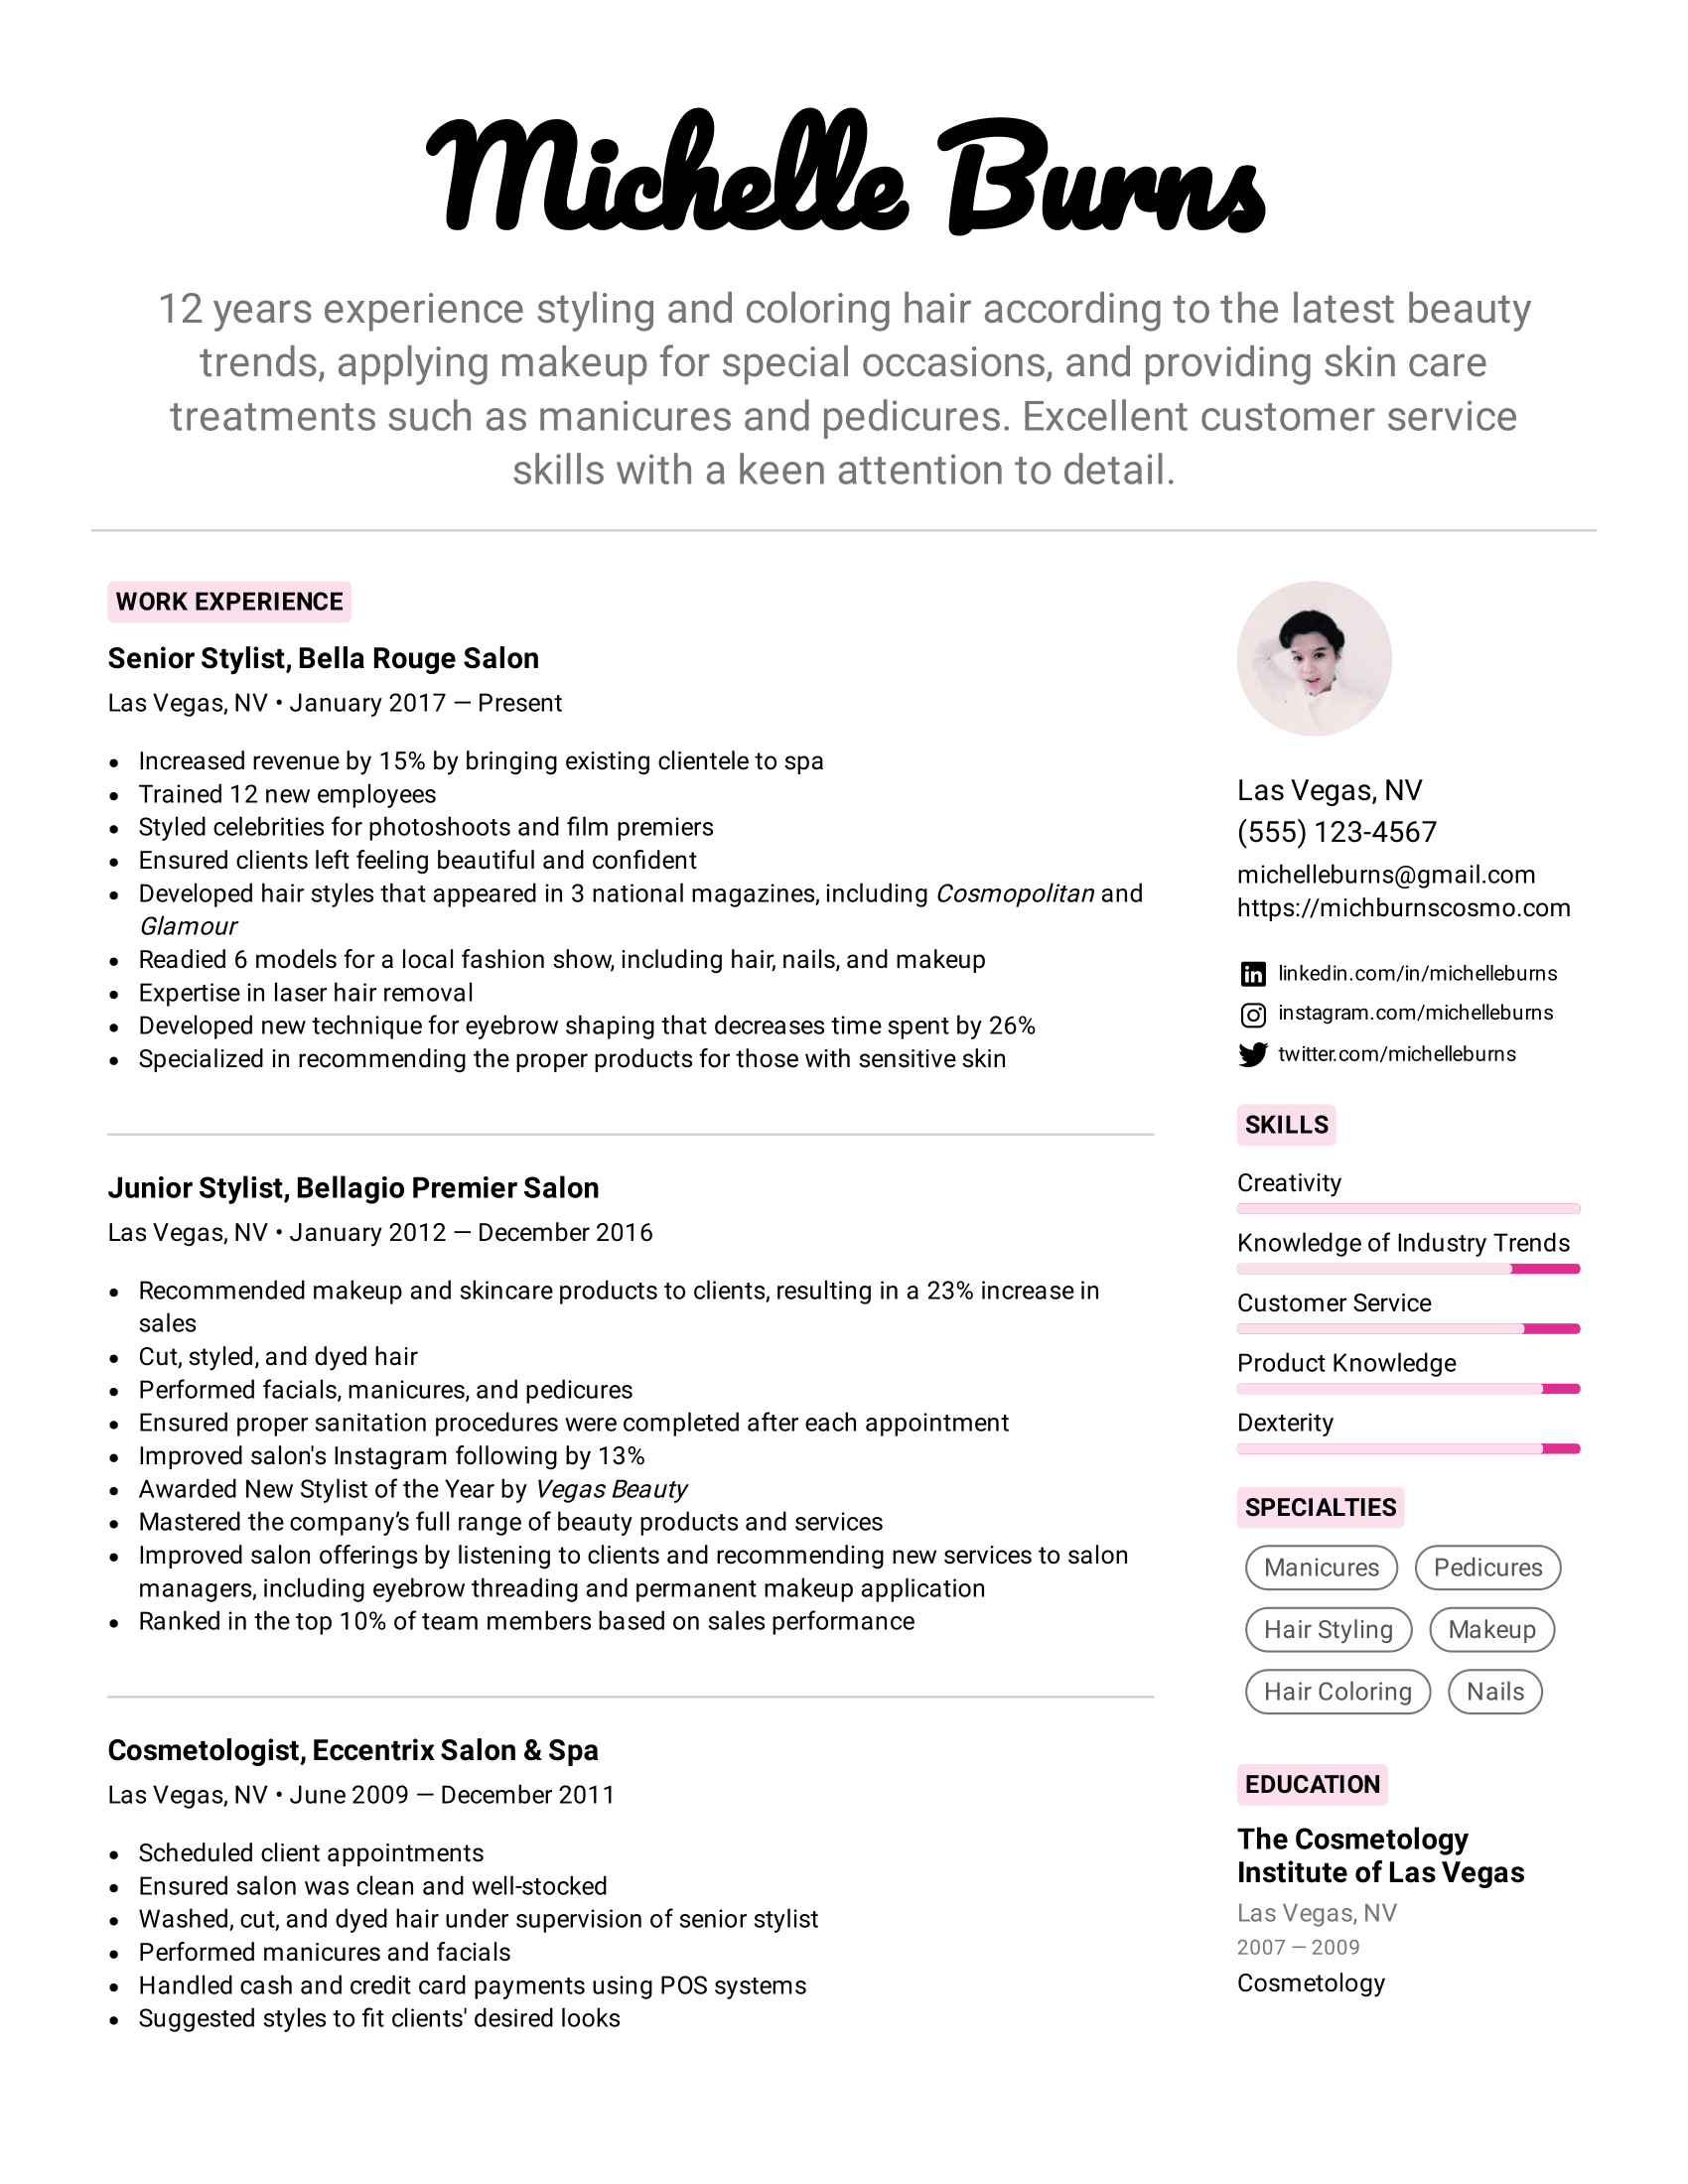 Michelle Burns
12 years experience styling and coloring hair according to the latest beauty
trends, applying makeup for special occasions, and providing skin care
treatments such as manicures and pedicures. Excellent customer service
skills with a keen attention to detail.
WORK EXPERIENCE
Senior Stylist, Bella Rouge Salon
Las Vegas, NV • January 2017 — Present
• Increased revenue by 15% by bringing existing clientele to spa
• Trained 12 new employees
• Styled celebrities for photoshoots and film premiers
• Ensured clients left feeling beautiful and confident
• Developed hair styles that appeared in 3 national magazines, including Cosmopolitan and
Glamour
• Readied 6 models for a local fashion show, including hair, nails, and makeup
• Expertise in laser hair removal
• Developed new technique for eyebrow shaping that decreases time spent by 26%
• Specialized in recommending the proper products for those with sensitive skin
Junior Stylist, Bellagio Premier Salon
Las Vegas, NV • January 2012 — December 2016
• Recommended makeup and skincare products to clients, resulting in a 23% increase in
sales
• Cut, styled, and dyed hair
• Performed facials, manicures, and pedicures
• Ensured proper sanitation procedures were completed after each appointment
• Improved salon's Instagram following by 13%
• Awarded New Stylist of the Year by Vegas Beauty
• Mastered the company’s full range of beauty products and services
• Improved salon offerings by listening to clients and recommending new services to salon
managers, including eyebrow threading and permanent makeup application
• Ranked in the top 10% of team members based on sales performance
Cosmetologist, Eccentrix Salon & Spa
Las Vegas, NV • June 2009 — December 2011
• Scheduled client appointments
• Ensured salon was clean and well-stocked
• Washed, cut, and dyed hair under supervision of senior stylist
• Performed manicures and facials
• Handled cash and credit card payments using POS systems
• Suggested styles to fit clients' desired looks
Las Vegas, NV
(555) 123-4567
michelleburns@gmail.com
https://michburnscosmo.com
linkedin.com/in/michelleburns
instagram.com/michelleburns
twitter.com/michelleburns
SKILLS
Creativity
Knowledge of Industry Trends
Customer Service
Product Knowledge
Dexterity
SPECIALTIES
Manicures Pedicures
Hair Styling Makeup
Hair Coloring Nails
EDUCATION
The Cosmetology
Institute of Las Vegas
Las Vegas, NV
2007 — 2009
Cosmetology